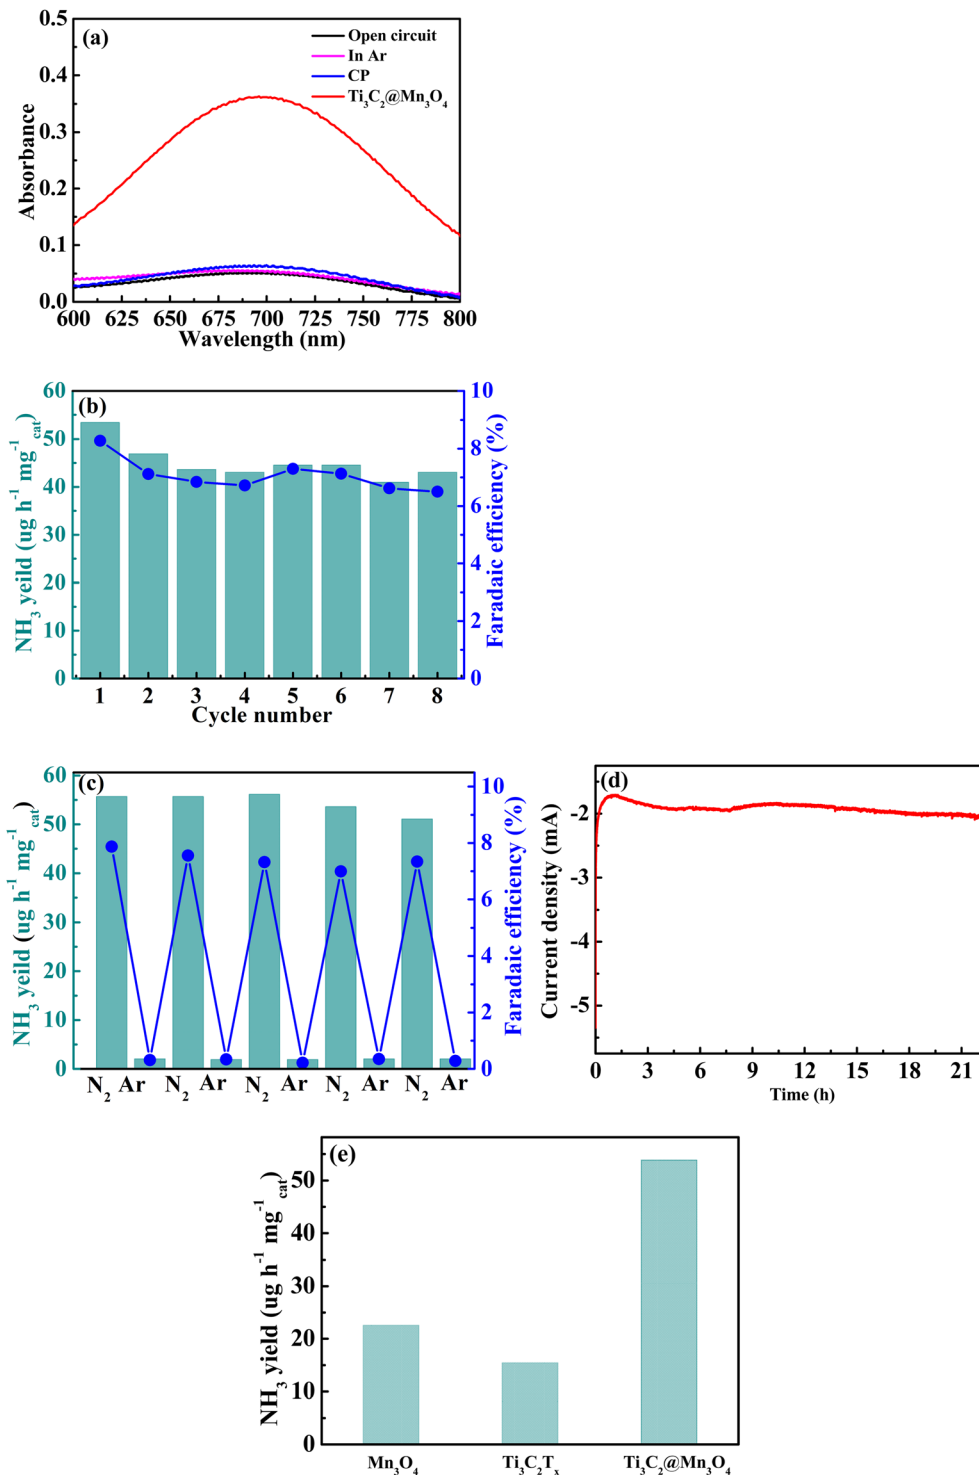 (a)
Open circuit
In Ar
CP
Ti₃C₂@Mn₃O₄
0.5
0.4
0.3
0.2
0.1
0.0
Absorbance
600 625 650 675 700 725 750 775 800
Wavelength (nm)
(b)
60
50
40
30
20
10
0
NH₃ yeild (ug h⁻¹ mg⁻¹cat)
10
8
6
4
2
0
Faradaic efficiency (%)
1 2 3 4 5 6 7 8
Cycle number
(c)
60
50
40
30
20
10
0
NH₃ yeild (ug h⁻¹ mg⁻¹cat)
10
8
6
4
2
0
Faradaic efficiency (%)
N₂ Ar N₂ Ar N₂ Ar N₂ Ar N₂ Ar
(d)
-2
-3
-4
-5
Current density (mA)
0 3 6 9 12 15 18 21
Time (h)
(e)
50
40
30
20
10
0
NH₃ yield (ug h⁻¹ mg⁻¹cat)
Mn₃O₄ Ti₃C₂Tₓ Ti₃C₂@Mn₃O₄